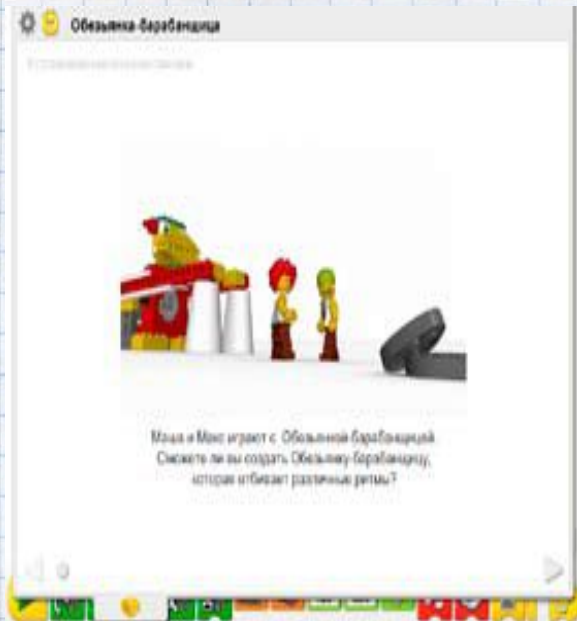 Обезьянка-барабанщица
Маша и Макс играют с Обезьянкой-барабанщицей.
Сможете ли вы создать Обезьянку-барабанщицу,
которая отбивает различные ритмы?